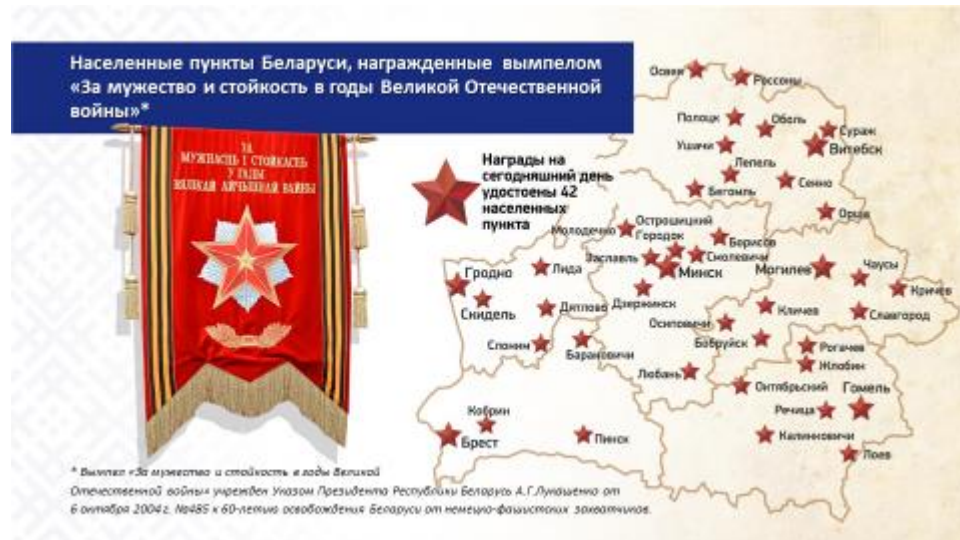 Населенные пункты Беларуси, награжденные вымпелом
«За мужество и стойкость в годы Великой Отечественной
войны»*
ЗА
МУЖНАСЦЬ І СТОЙКАСЦЬ
У ГАДЫ
ВЯЛІКАЙ АЙЧЫННАЙ ВАЙНЫ
Награды на
сегодняшний день
удостоены 42
населенных
пункта
Освея
Россоны
Полоцк
Оболь
Сураж
Ушачи
Витебск
Лепель
Бегомль
Сенно
Орша
Молодечно
Острошицкий
Городок
Борисов
Смолевичи
Заславль
Минск
Могилев
Чаусы
Кричев
Гродно
Лида
Скидель
Дятлово
Дзержинск
Кличев
Славгород
Осиповичи
Слоним
Барановичи
Бобруйск
Рогачев
Жлобин
Любань
Октябрьский
Гомель
Речица
Кобрин
Брест
Пинск
Калинковичи
Лоев
* Вымпел «За мужество и стойкость в годы Великой
Отечественной войны» учрежден Указом Президента Республики Беларусь А.Г.Лукашенко от
6 октября 2004 г. №485 к 60-летию освобождения Беларуси от немецко-фашистских захватчиков.